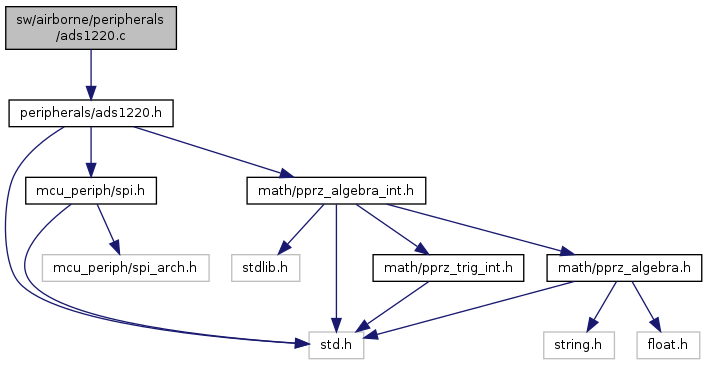 sw/airborne/peripherals
/ads1220.c
peripherals/ads1220.h
mcu_periph/spi.h
math/pprz_algebra_int.h
mcu_periph/spi_arch.h
stdlib.h
math/pprz_trig_int.h
math/pprz_algebra.h
std.h
string.h
float.h